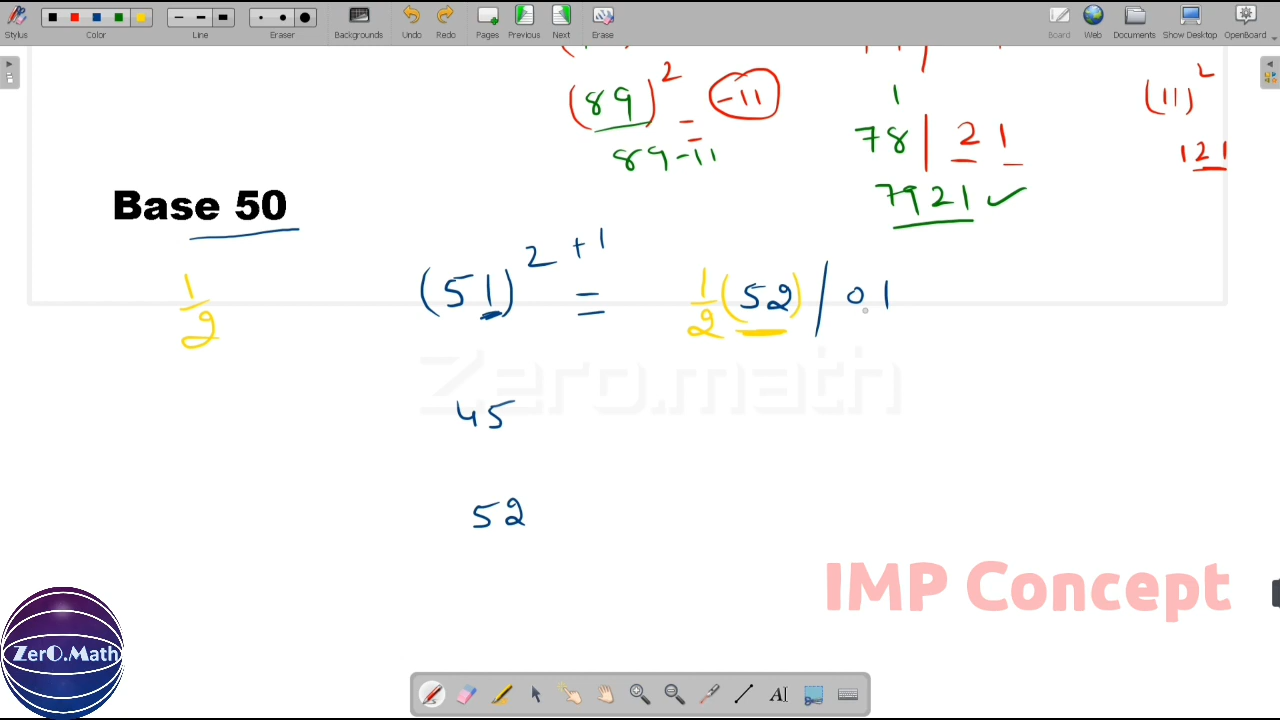 Stylus Color Line Eraser Backgrounds Undo Redo Pages Previous Next Erase Board Web Documents Show Desktop OpenBoard
(89)² = -11
1
78 | 21
(11)²
89-11
121
7921 ✓
Base 50
1/2
(51)² +1 = 1/2 (52) / 01
Zero.math
45
52
IMP Concept
ZerO.Math
AI